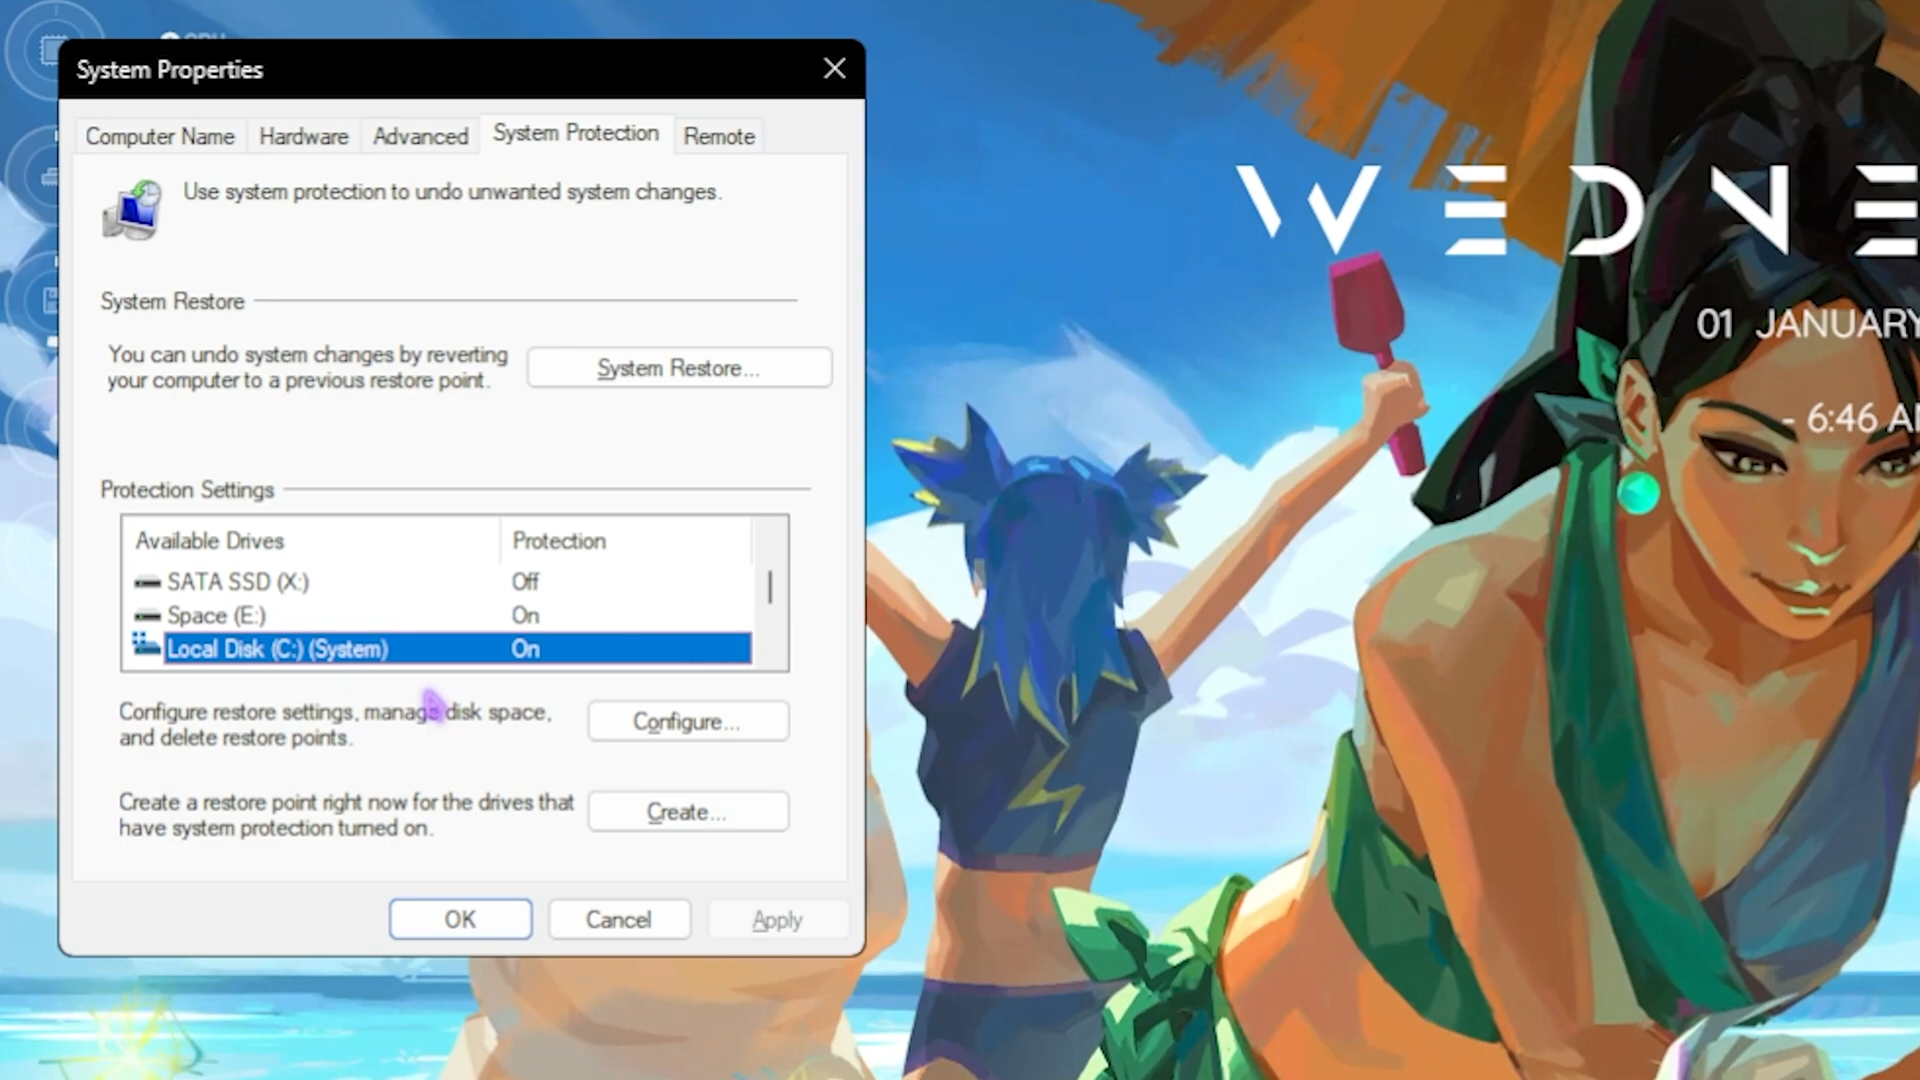 System Properties
Computer Name
Hardware
Advanced
System Protection
Remote
Use system protection to undo unwanted system changes.
System Restore
You can undo system changes by reverting
your computer to a previous restore point.
System Restore...
Protection Settings
Available Drives Protection
SATA SSD (X:) Off
Space (E:) On
Local Disk (C:) (System) On
Configure restore settings, manage disk space,
and delete restore points.
Configure...
Create a restore point right now for the drives that
have system protection turned on.
Create...
OK
Cancel
Apply
WEDNE
01 JANUARY
- 6:46 A